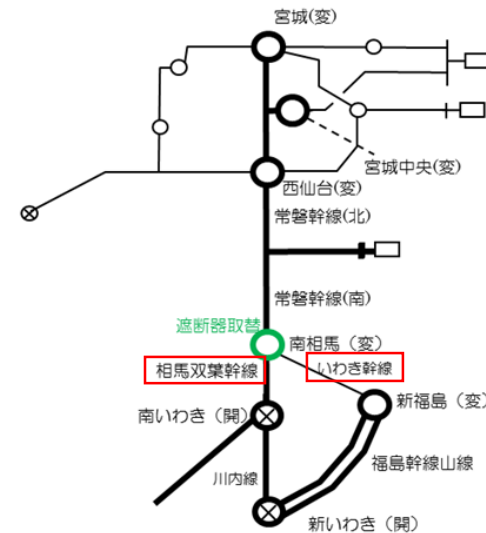 宮城(変)
宮城中央(変)
西仙台(変)
常磐幹線(北)
常磐幹線(南)
遮断器取替
南相馬（変）
相馬双葉幹線
いわき幹線
新福島（変）
南いわき（開）
福島幹線山線
川内線
新いわき（開）